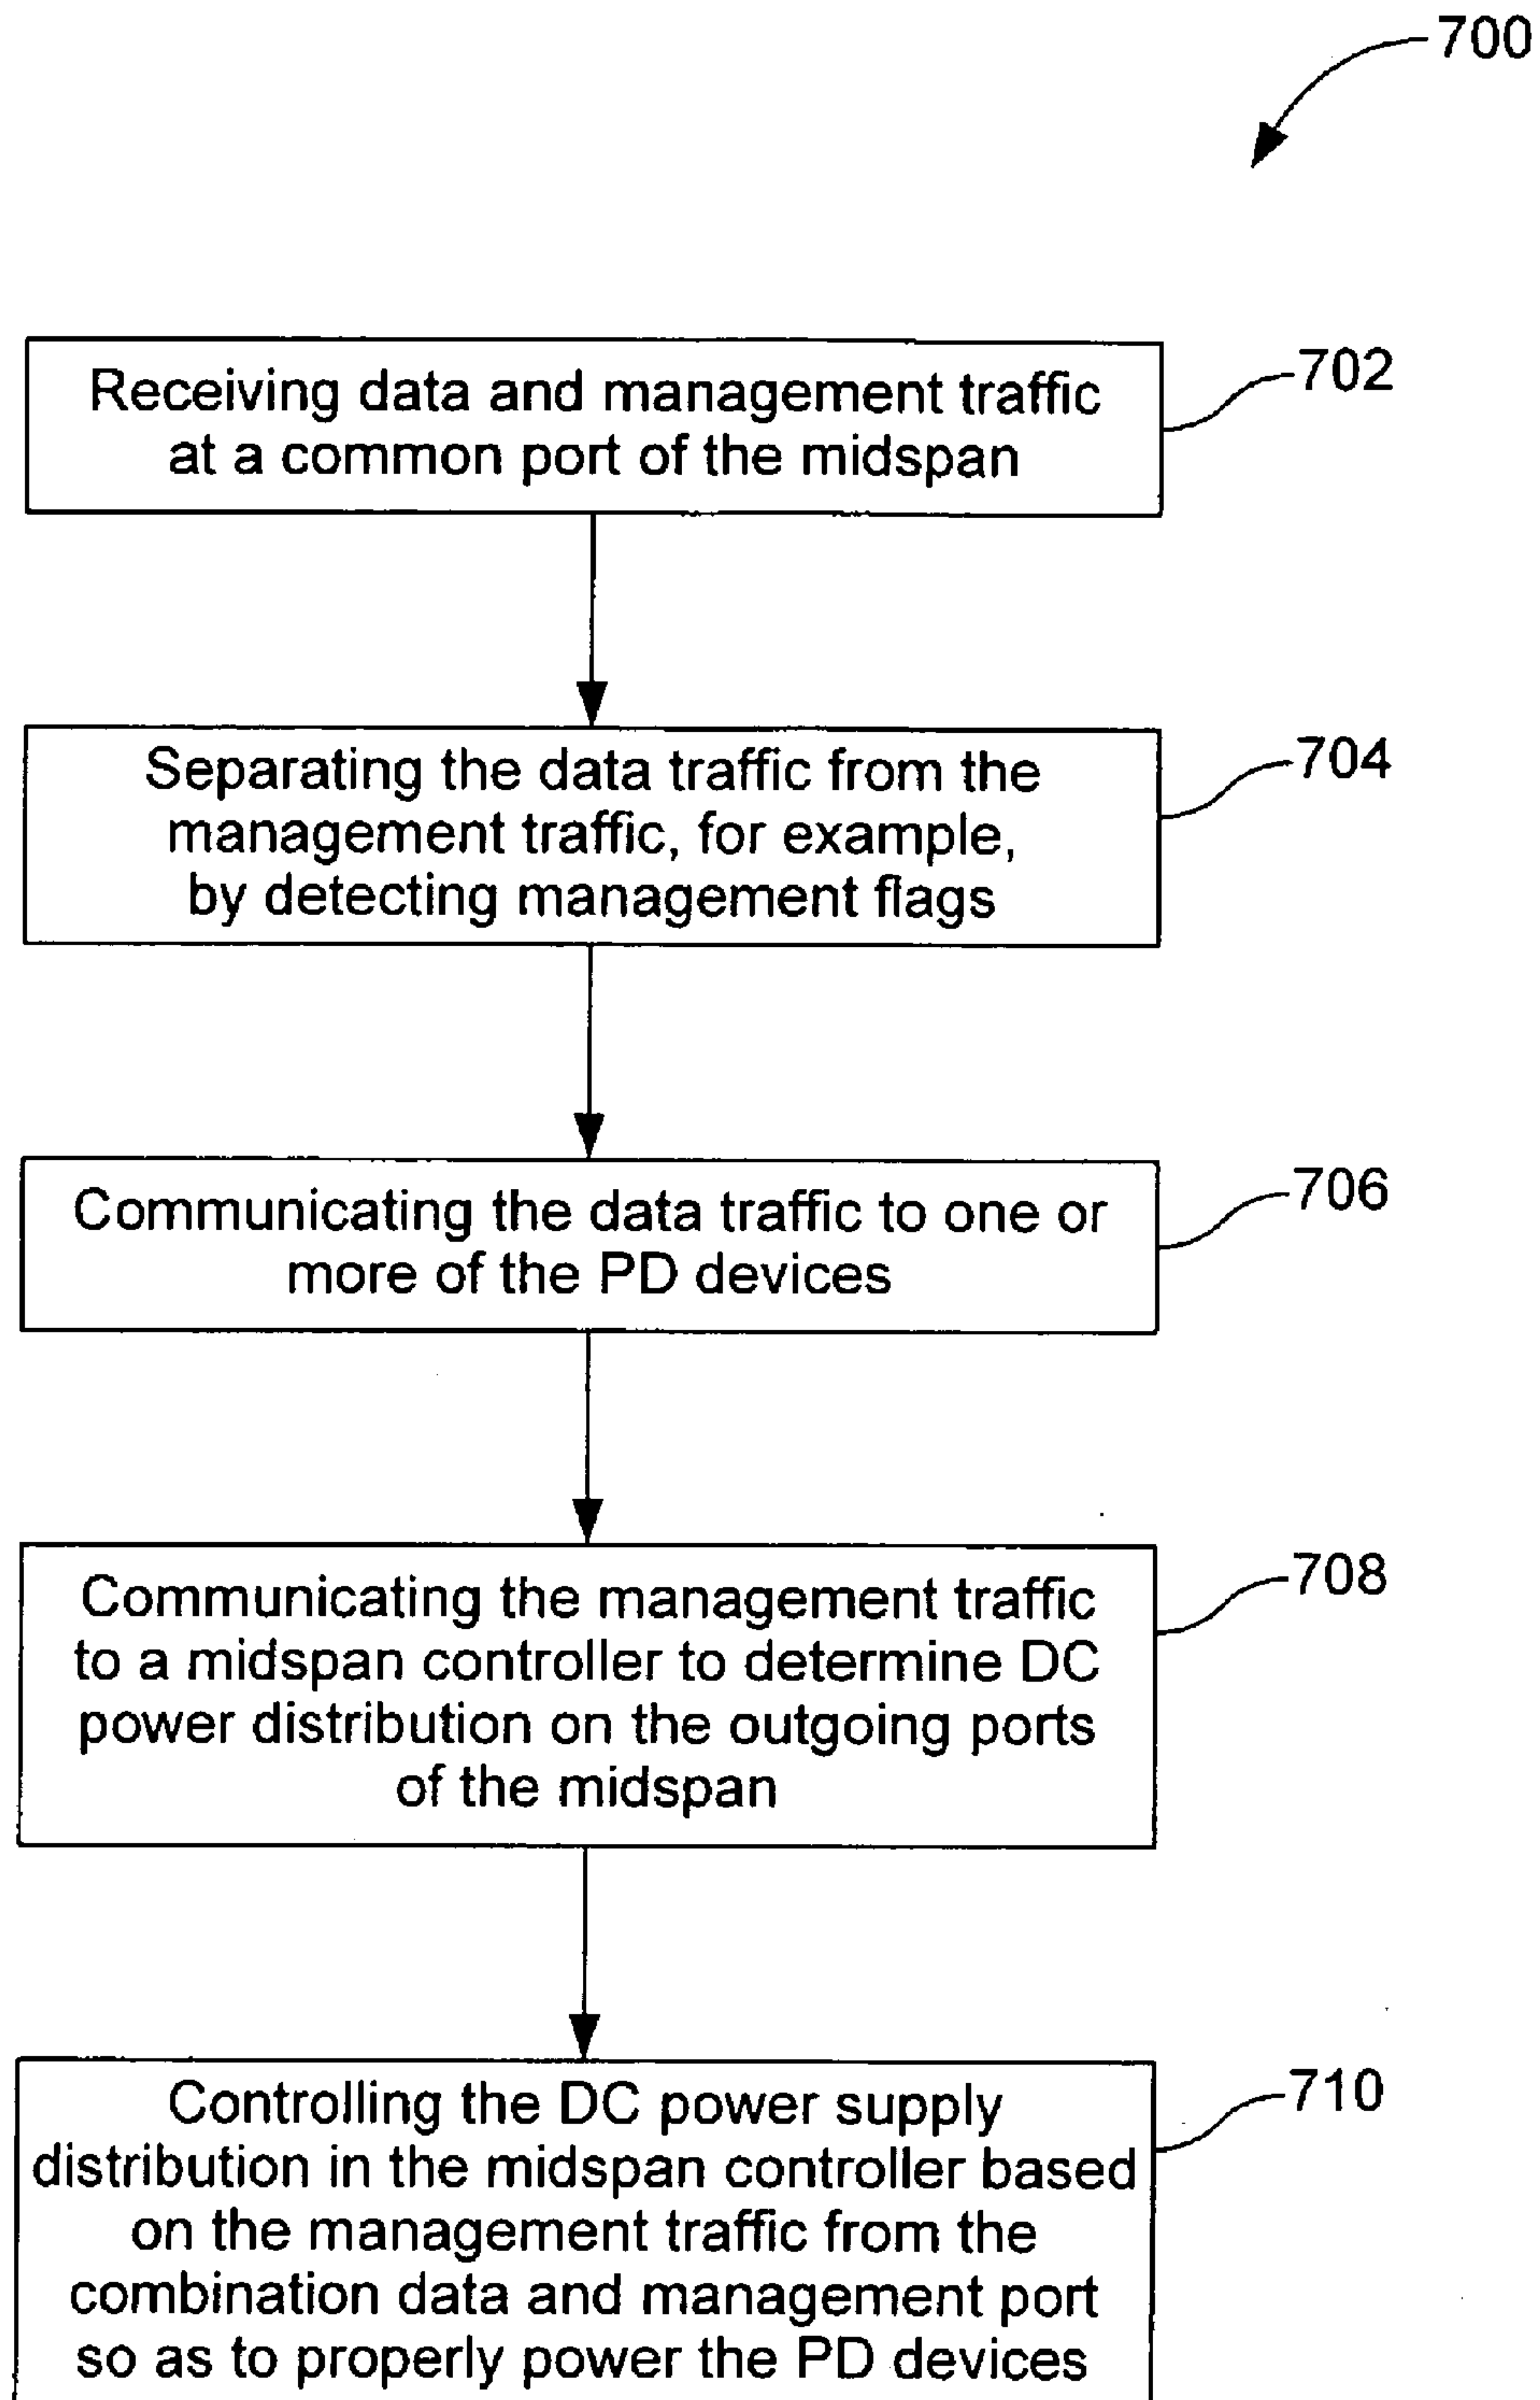 700
Receiving data and management traffic
at a common port of the midspan
702
Separating the data traffic from the
management traffic, for example,
by detecting management flags
704
Communicating the data traffic to one or
more of the PD devices
706
Communicating the management traffic
to a midspan controller to determine DC
power distribution on the outgoing ports
of the midspan
708
Controlling the DC power supply
distribution in the midspan controller based
on the management traffic from the
combination data and management port
so as to properly power the PD devices
710